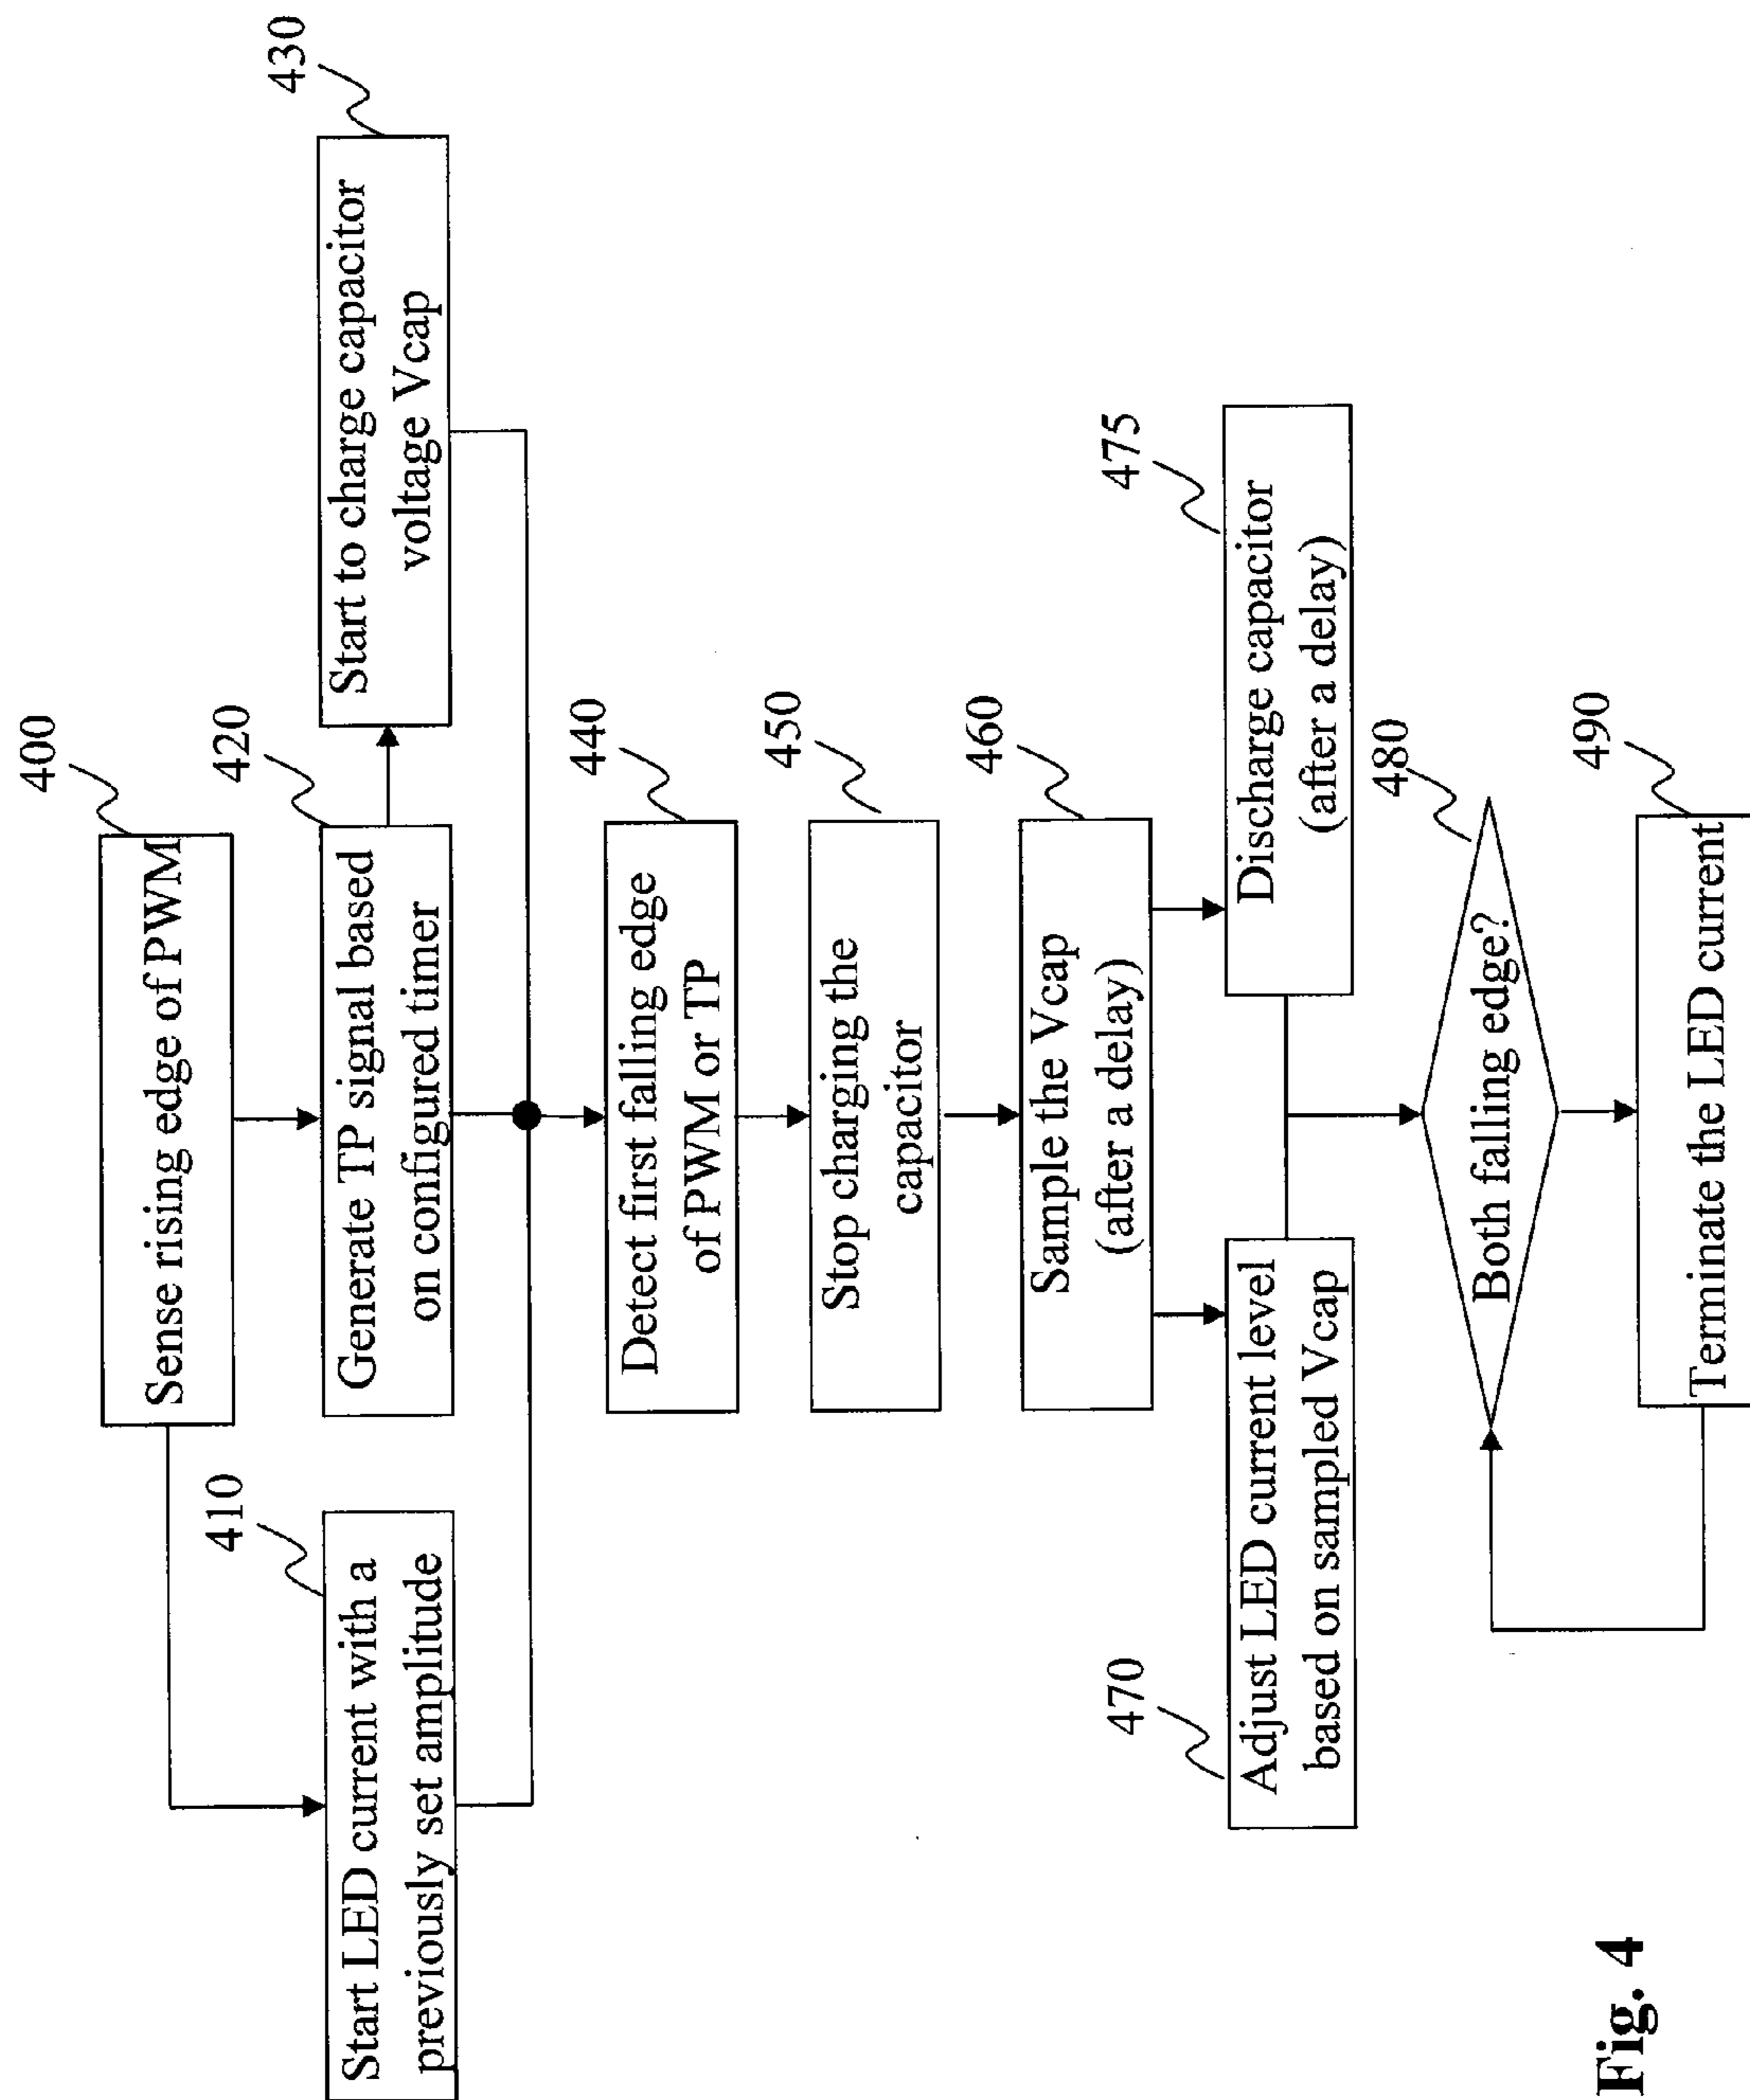 400
Sense rising edge of PWM
410
Start LED current with a
previously set amplitude
420
Generate TP signal based
on configured timer
430
Start to charge capacitor
voltage Vcap
440
Detect first falling edge
of PWM or TP
450
Stop charging the
capacitor
460
Sample the Vcap
(after a delay)
470
Adjust LED current level
based on sampled Vcap
475
Discharge capacitor
(after a delay)
480
Both falling edge?
490
Terminate the LED current
Fig. 4